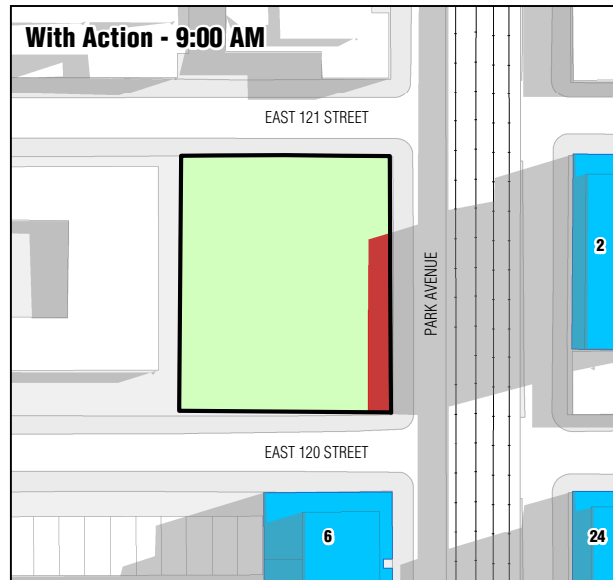 With Action - 9:00 AM
EAST 121 STREET
PARK AVENUE
2
EAST 120 STREET
6
24